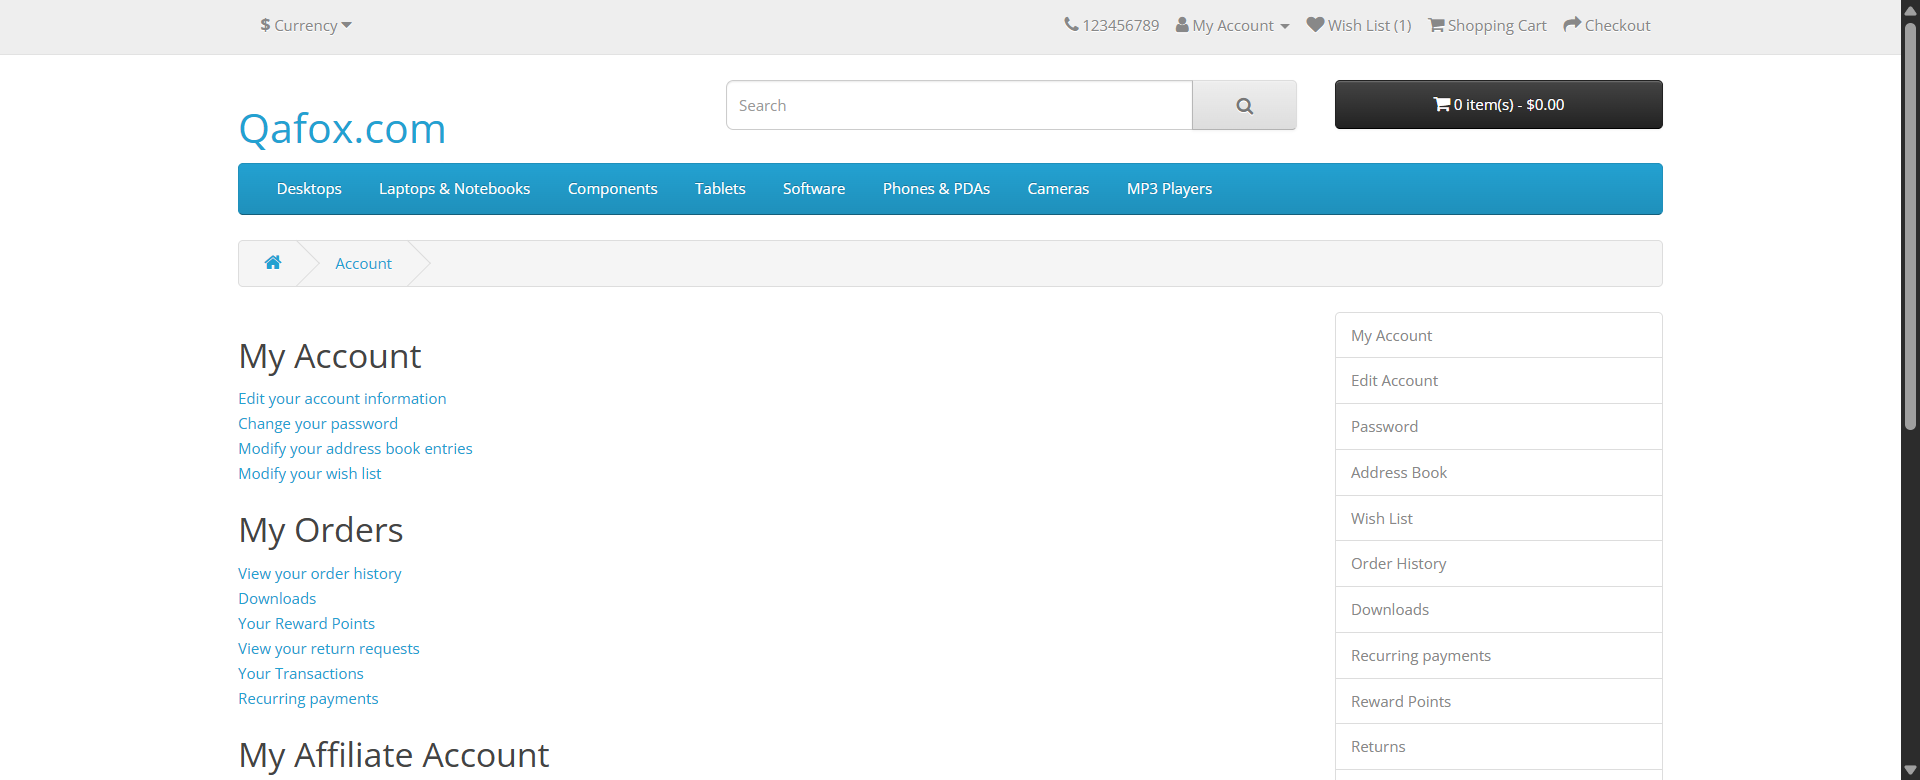 $ Currency
123456789 My Account Wish List (1) Shopping Cart Checkout
Qafox.com
Search
0 item(s) - $0.00
Desktops Laptops & Notebooks Components Tablets Software Phones & PDAs Cameras MP3 Players
Account
My Account
Edit your account information
Change your password
Modify your address book entries
Modify your wish list
My Orders
View your order history
Downloads
Your Reward Points
View your return requests
Your Transactions
Recurring payments
My Affiliate Account
My Account
Edit Account
Password
Address Book
Wish List
Order History
Downloads
Recurring payments
Reward Points
Returns